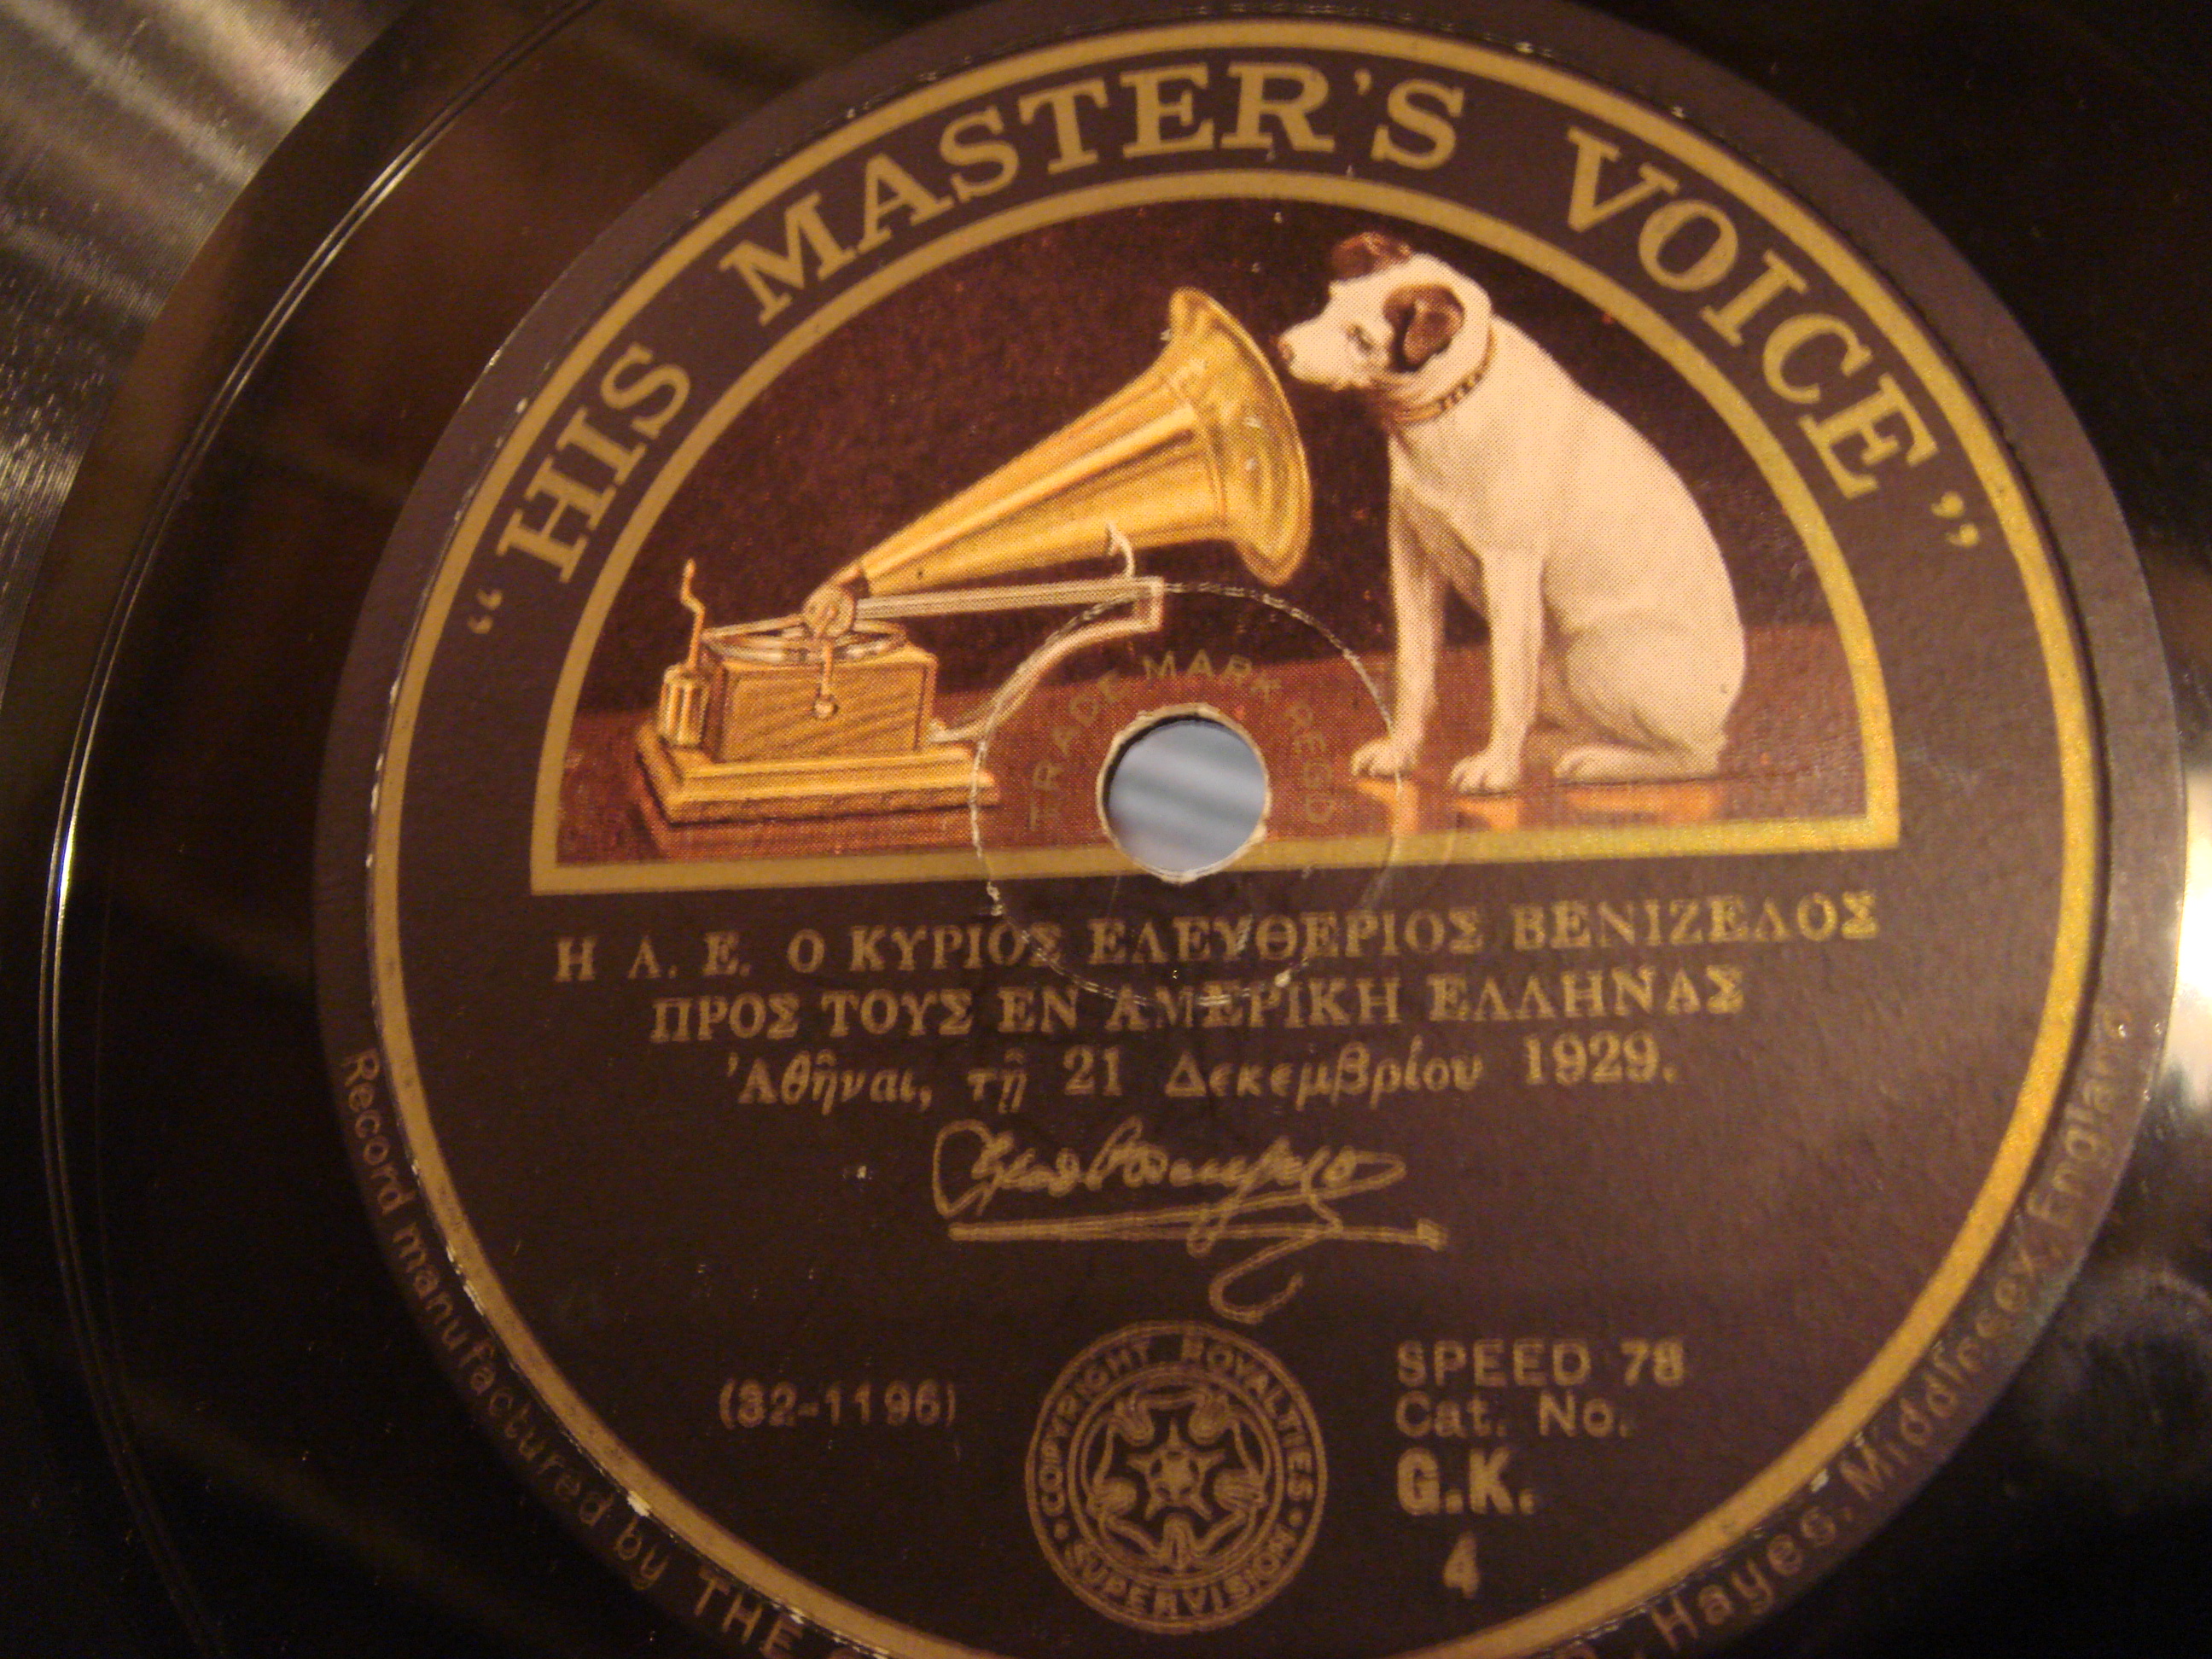 “HIS MASTER'S VOICE”
TRADE MARK REGD
Η Α. Ε. Ο ΚΥΡΙΟΣ ΕΛΕΥΘΕΡΙΟΣ ΒΕΝΙΖΕΛΟΣ
ΠΡΟΣ ΤΟΥΣ ΕΝ ΑΜΕΡΙΚΗ ΕΛΛΗΝΑΣ
Ἀθῆναι, τῇ 21 Δεκεμβρίου 1929.
(32-1196)
COPYRIGHT ROYALTIES
SUPERVISION
SPEED 78
Cat. No.
G.K.
4
Record manufactured by THE
Hayes, Middlesex, England